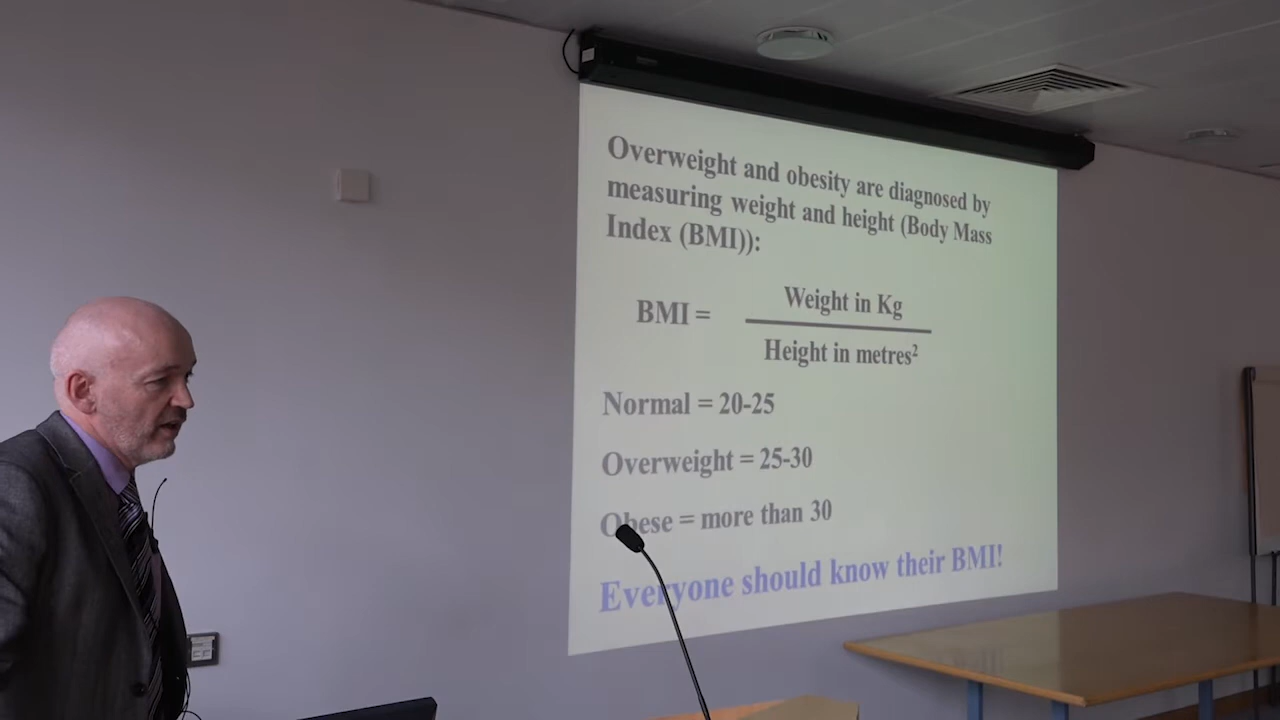 Overweight and obesity are diagnosed by
measuring weight and height (Body Mass
Index (BMI)):
BMI =
Weight in Kg
Height in metres²
Normal = 20-25
Overweight = 25-30
Obese = more than 30
Everyone should know their BMI!